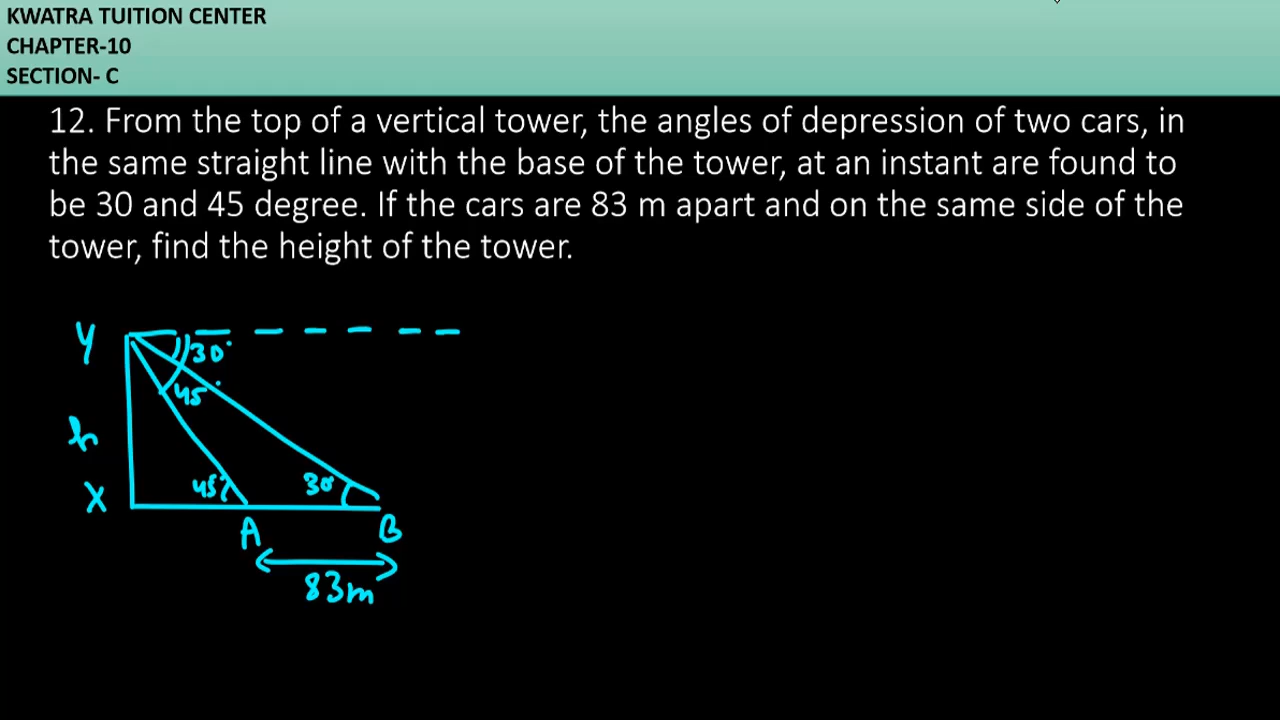 KWATRA TUITION CENTER
CHAPTER-10
SECTION- C
12. From the top of a vertical tower, the angles of depression of two cars, in
the same straight line with the base of the tower, at an instant are found to
be 30 and 45 degree. If the cars are 83 m apart and on the same side of the
tower, find the height of the tower.
Y
30°
45°
h
X
45°
30°
A
B
83m